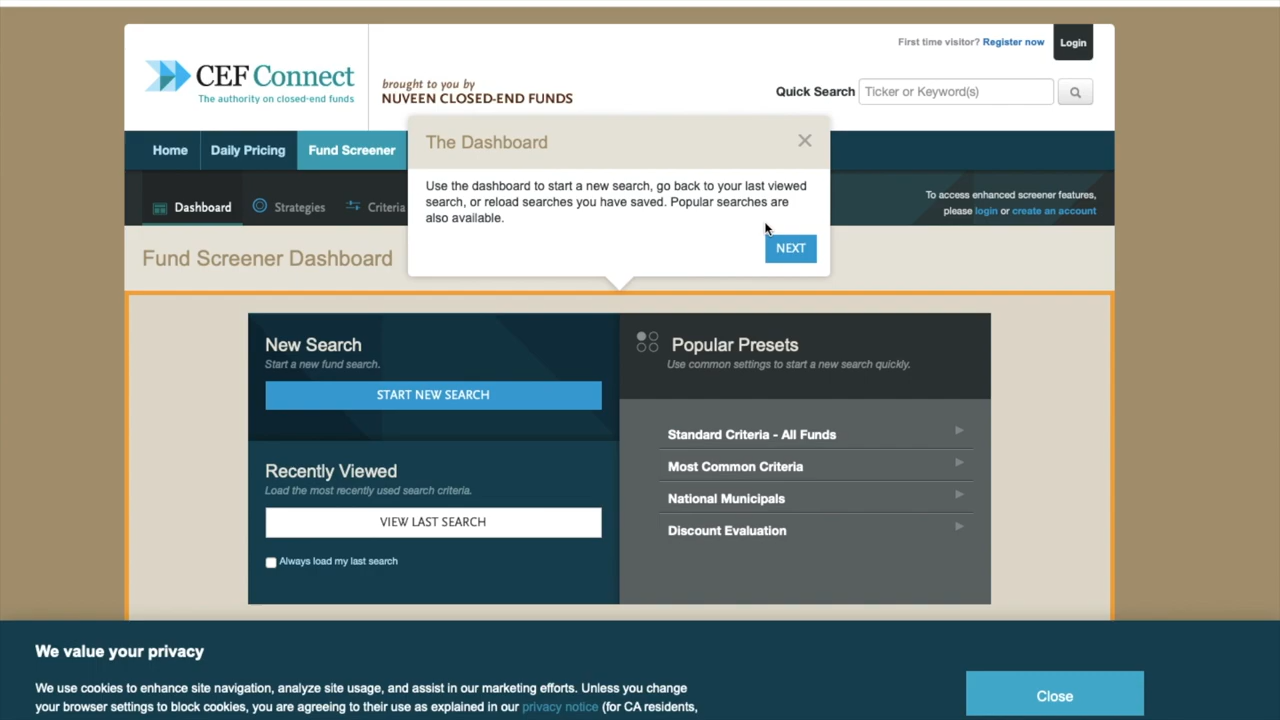 First time visitor? Register now
Login
CEF Connect
The authority on closed-end funds
brought to you by
NUVEEN CLOSED-END FUNDS
Quick Search
Ticker or Keyword(s)
Home
Daily Pricing
Fund Screener
The Dashboard
Use the dashboard to start a new search, go back to your last viewed
search, or reload searches you have saved. Popular searches are
also available.
NEXT
Dashboard
Strategies
Criteria
To access enhanced screener features,
please login or create an account
Fund Screener Dashboard
New Search
Start a new fund search.
START NEW SEARCH
Recently Viewed
Load the most recently used search criteria.
VIEW LAST SEARCH
Always load my last search
Popular Presets
Use common settings to start a new search quickly.
Standard Criteria - All Funds
Most Common Criteria
National Municipals
Discount Evaluation
We value your privacy
We use cookies to enhance site navigation, analyze site usage, and assist in our marketing efforts. Unless you change
your browser settings to block cookies, you are agreeing to their use as explained in our privacy notice (for CA residents,
Close